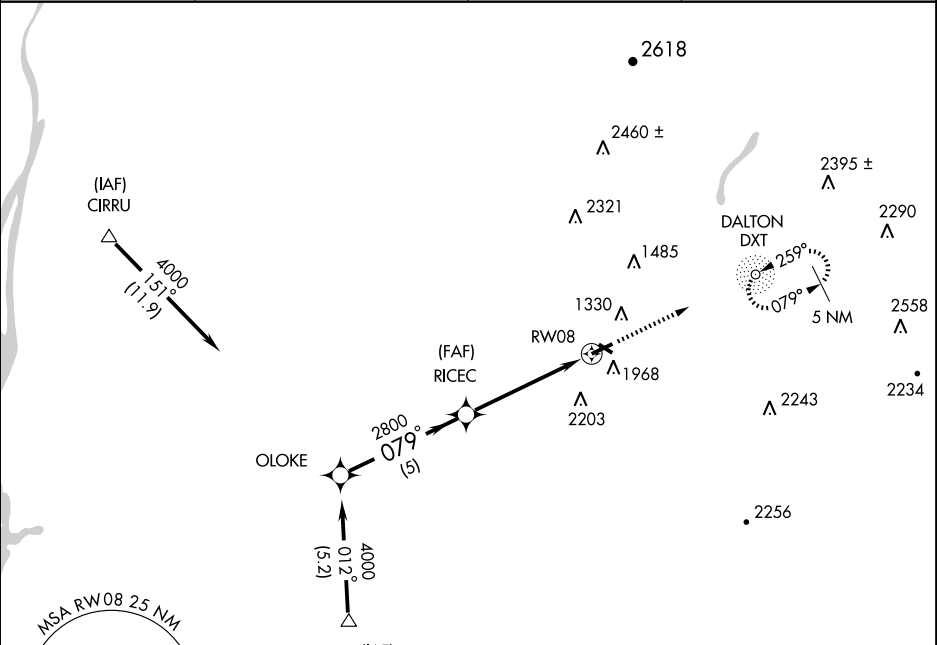 2618
2460 ±
2395 ±
(IAF)
CIRRU
2321
2290
DALTON
DXT
4000
151°
(11.9)
1485
259°
079°
5 NM
1330
2558
RW08
(FAF)
RICEC
1968
2234
2203
2243
2800
079°
(5)
OLOKE
2256
4000
012°
(5.2)
MSA RW08 25 NM